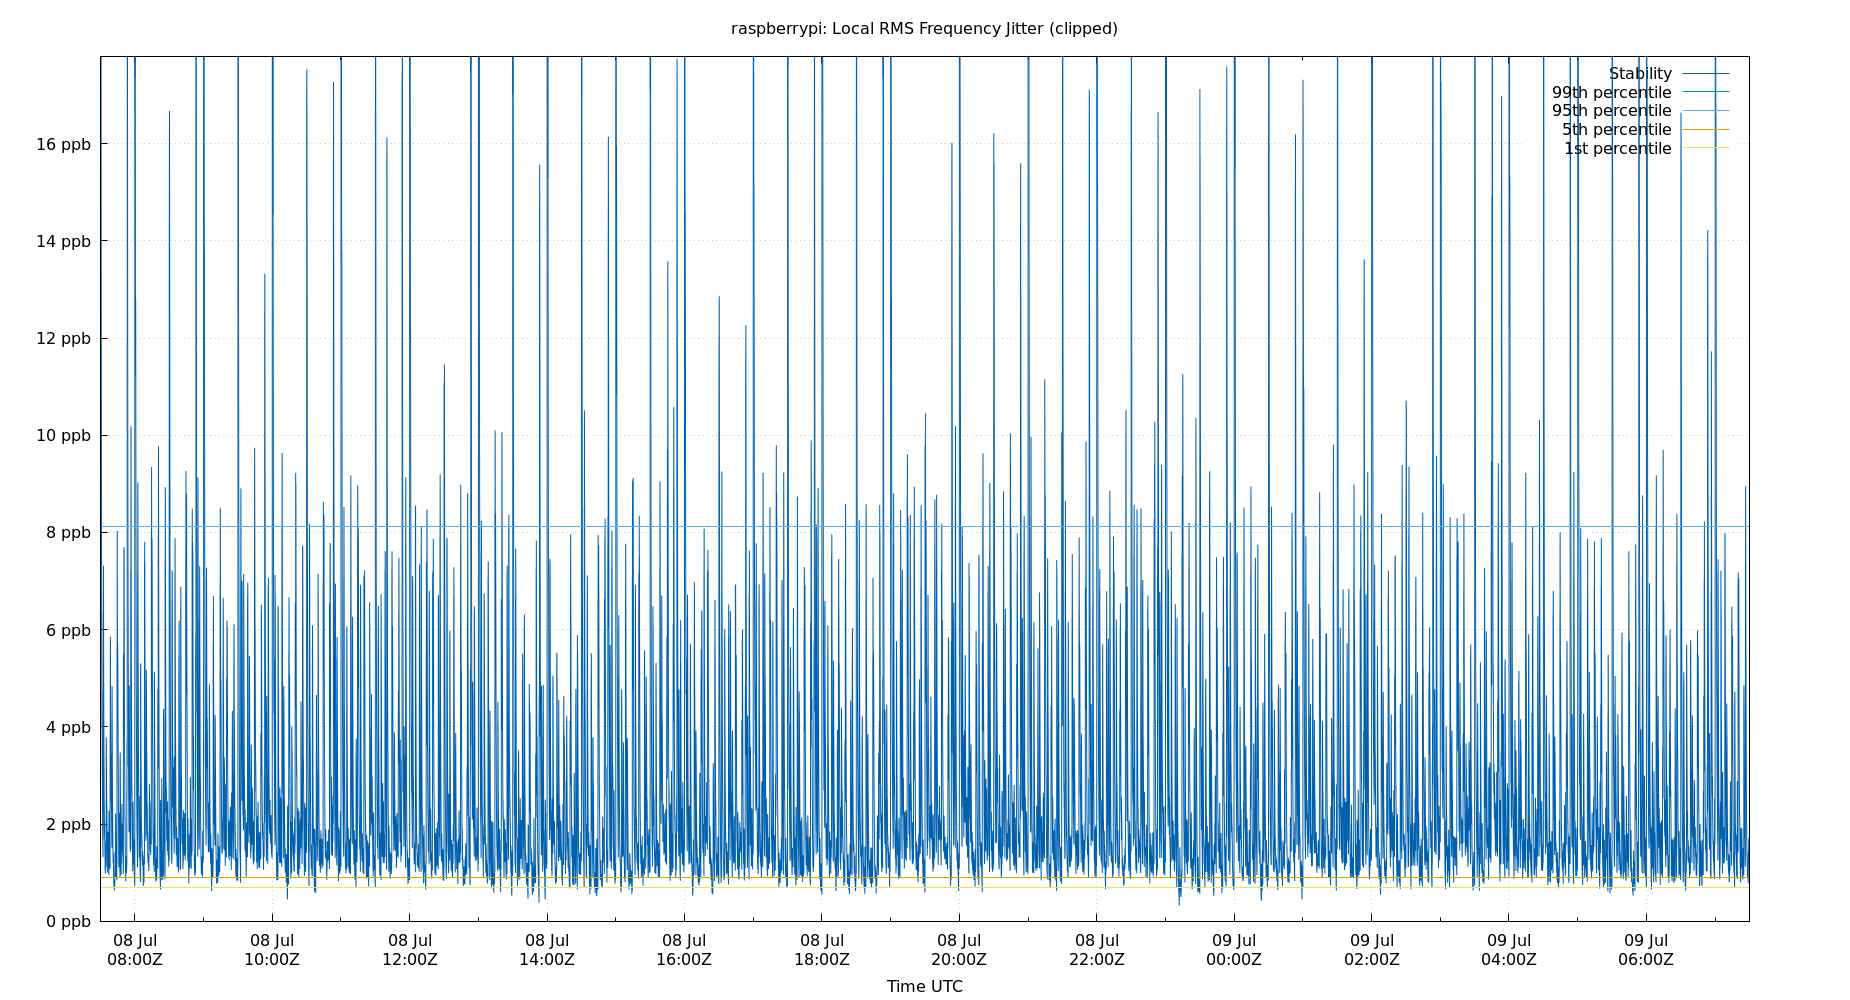 raspberrypi: Local RMS Frequency Jitter (clipped)
Stability
99th percentile
95th percentile
5th percentile
1st percentile
16 ppb
14 ppb
12 ppb
10 ppb
8 ppb
6 ppb
4 ppb
2 ppb
0 ppb
08 Jul 08 Jul 08 Jul 08 Jul 08 Jul 08 Jul 08 Jul 08 Jul 09 Jul 09 Jul 09 Jul 09 Jul
08:00Z 10:00Z 12:00Z 14:00Z 16:00Z 18:00Z 20:00Z 22:00Z 00:00Z 02:00Z 04:00Z 06:00Z
Time UTC